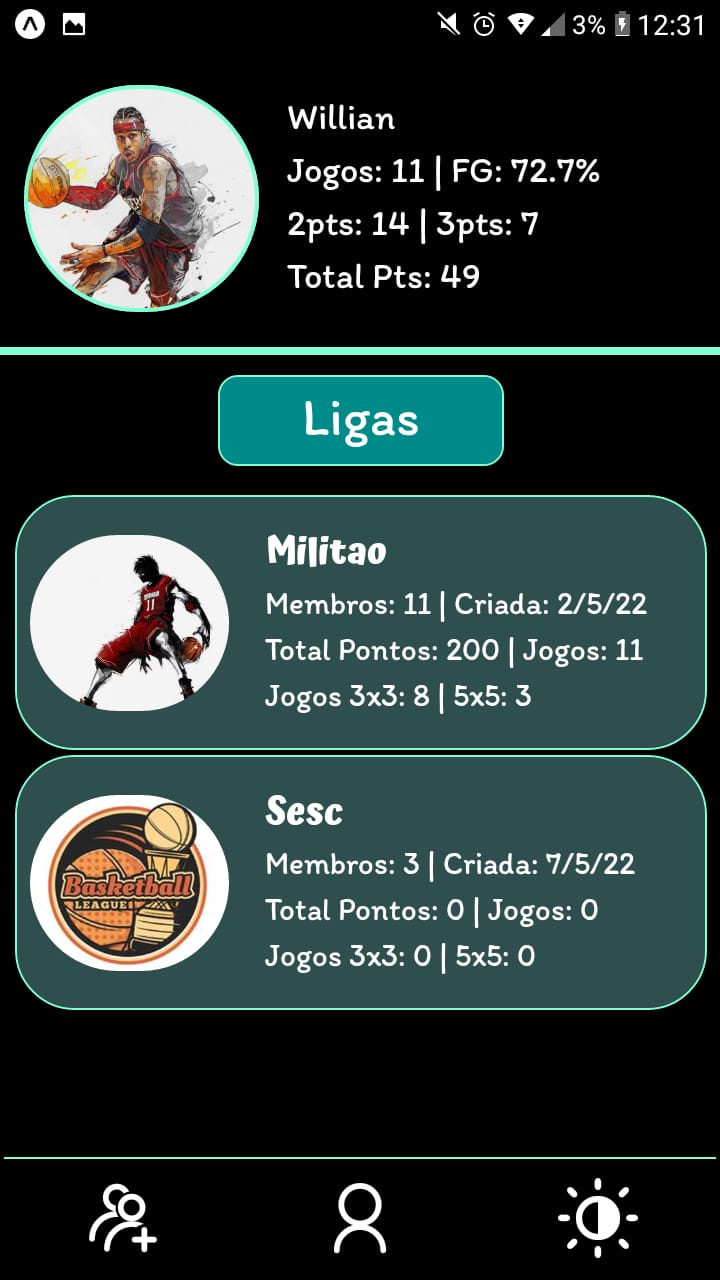 3% 12:31
Willian
Jogos: 11 | FG: 72.7%
2pts: 14 | 3pts: 7
Total Pts: 49
Ligas
Militao
11
Membros: 11 | Criada: 2/5/22
Total Pontos: 200 | Jogos: 11
Jogos 3x3: 8 | 5x5: 3
Sesc
Basketball
LEAGUE
Membros: 3 | Criada: 7/5/22
Total Pontos: 0 | Jogos: 0
Jogos 3x3: 0 | 5x5: 0